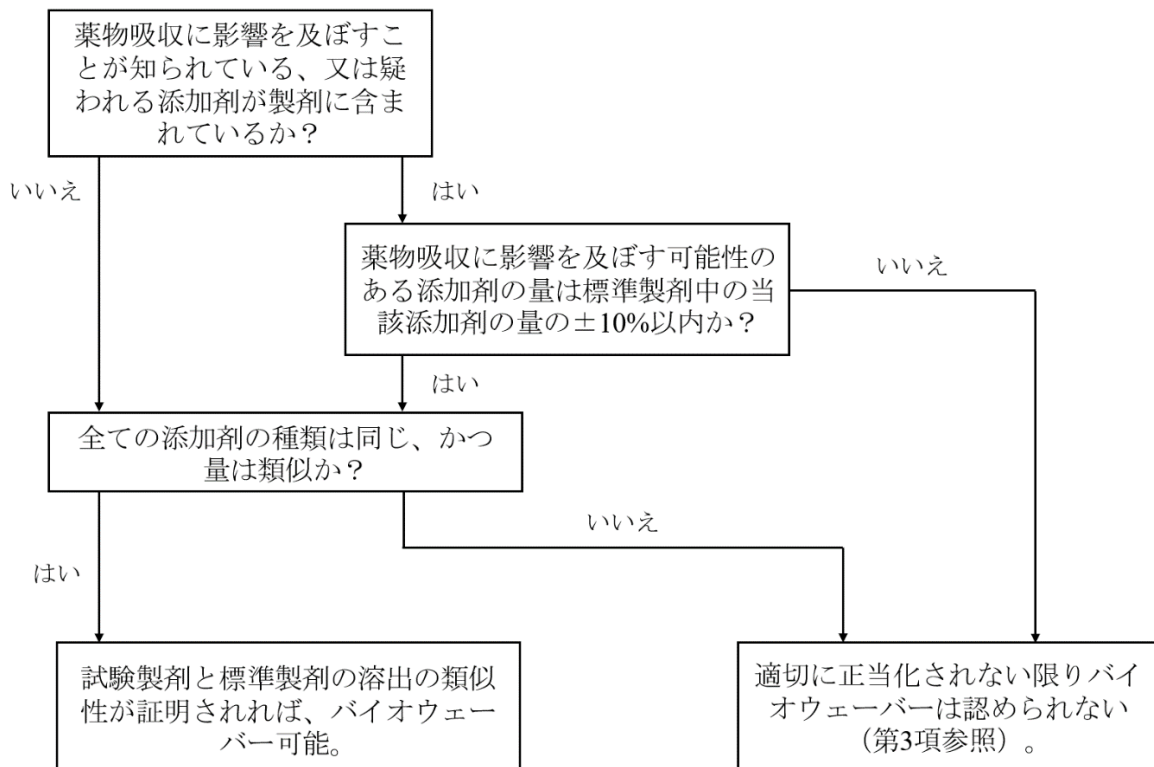 薬物吸収に影響を及ぼすこ
とが知られている、又は疑
われる添加剤が製剤に含ま
れているか？
いいえ
はい
薬物吸収に影響を及ぼす可能性の
ある添加剤の量は標準製剤中の当
該添加剤の量の±10%以内か？
いいえ
はい
全ての添加剤の種類は同じ、かつ
量は類似か？
いいえ
はい
試験製剤と標準製剤の溶出の類似
性が証明されれば、バイオウェー
バー可能。
適切に正当化されない限りバイ
オウェーバーは認められない
（第3項参照）。